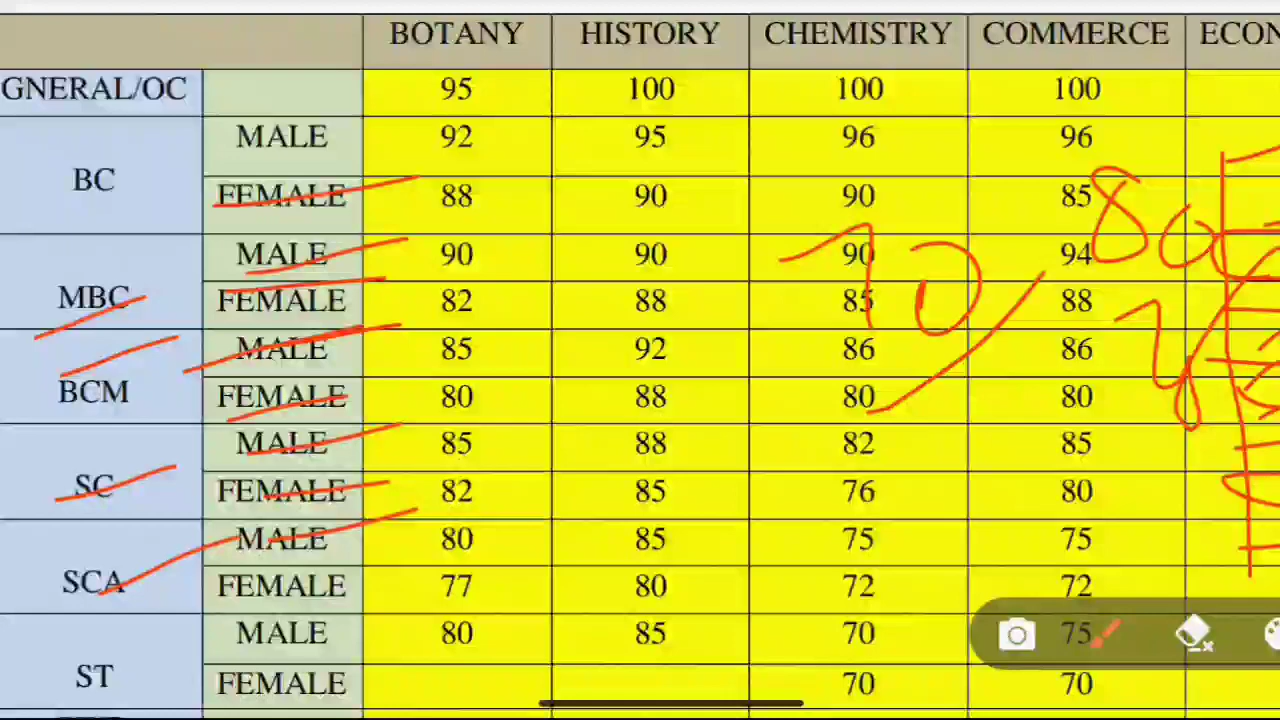 BOTANY HISTORY CHEMISTRY COMMERCE ECON
GNERAL/OC 95 100 100 100
BC MALE 92 95 96 96
FEMALE 88 90 90 85
MBC MALE 90 90 90 94
FEMALE 82 88 85 88
BCM MALE 85 92 86 86
FEMALE 80 88 80 80
SC MALE 85 88 82 85
FEMALE 82 85 76 80
SCA MALE 80 85 75 75
FEMALE 77 80 72 72
ST MALE 80 85 70 75
FEMALE 70 70
80
70